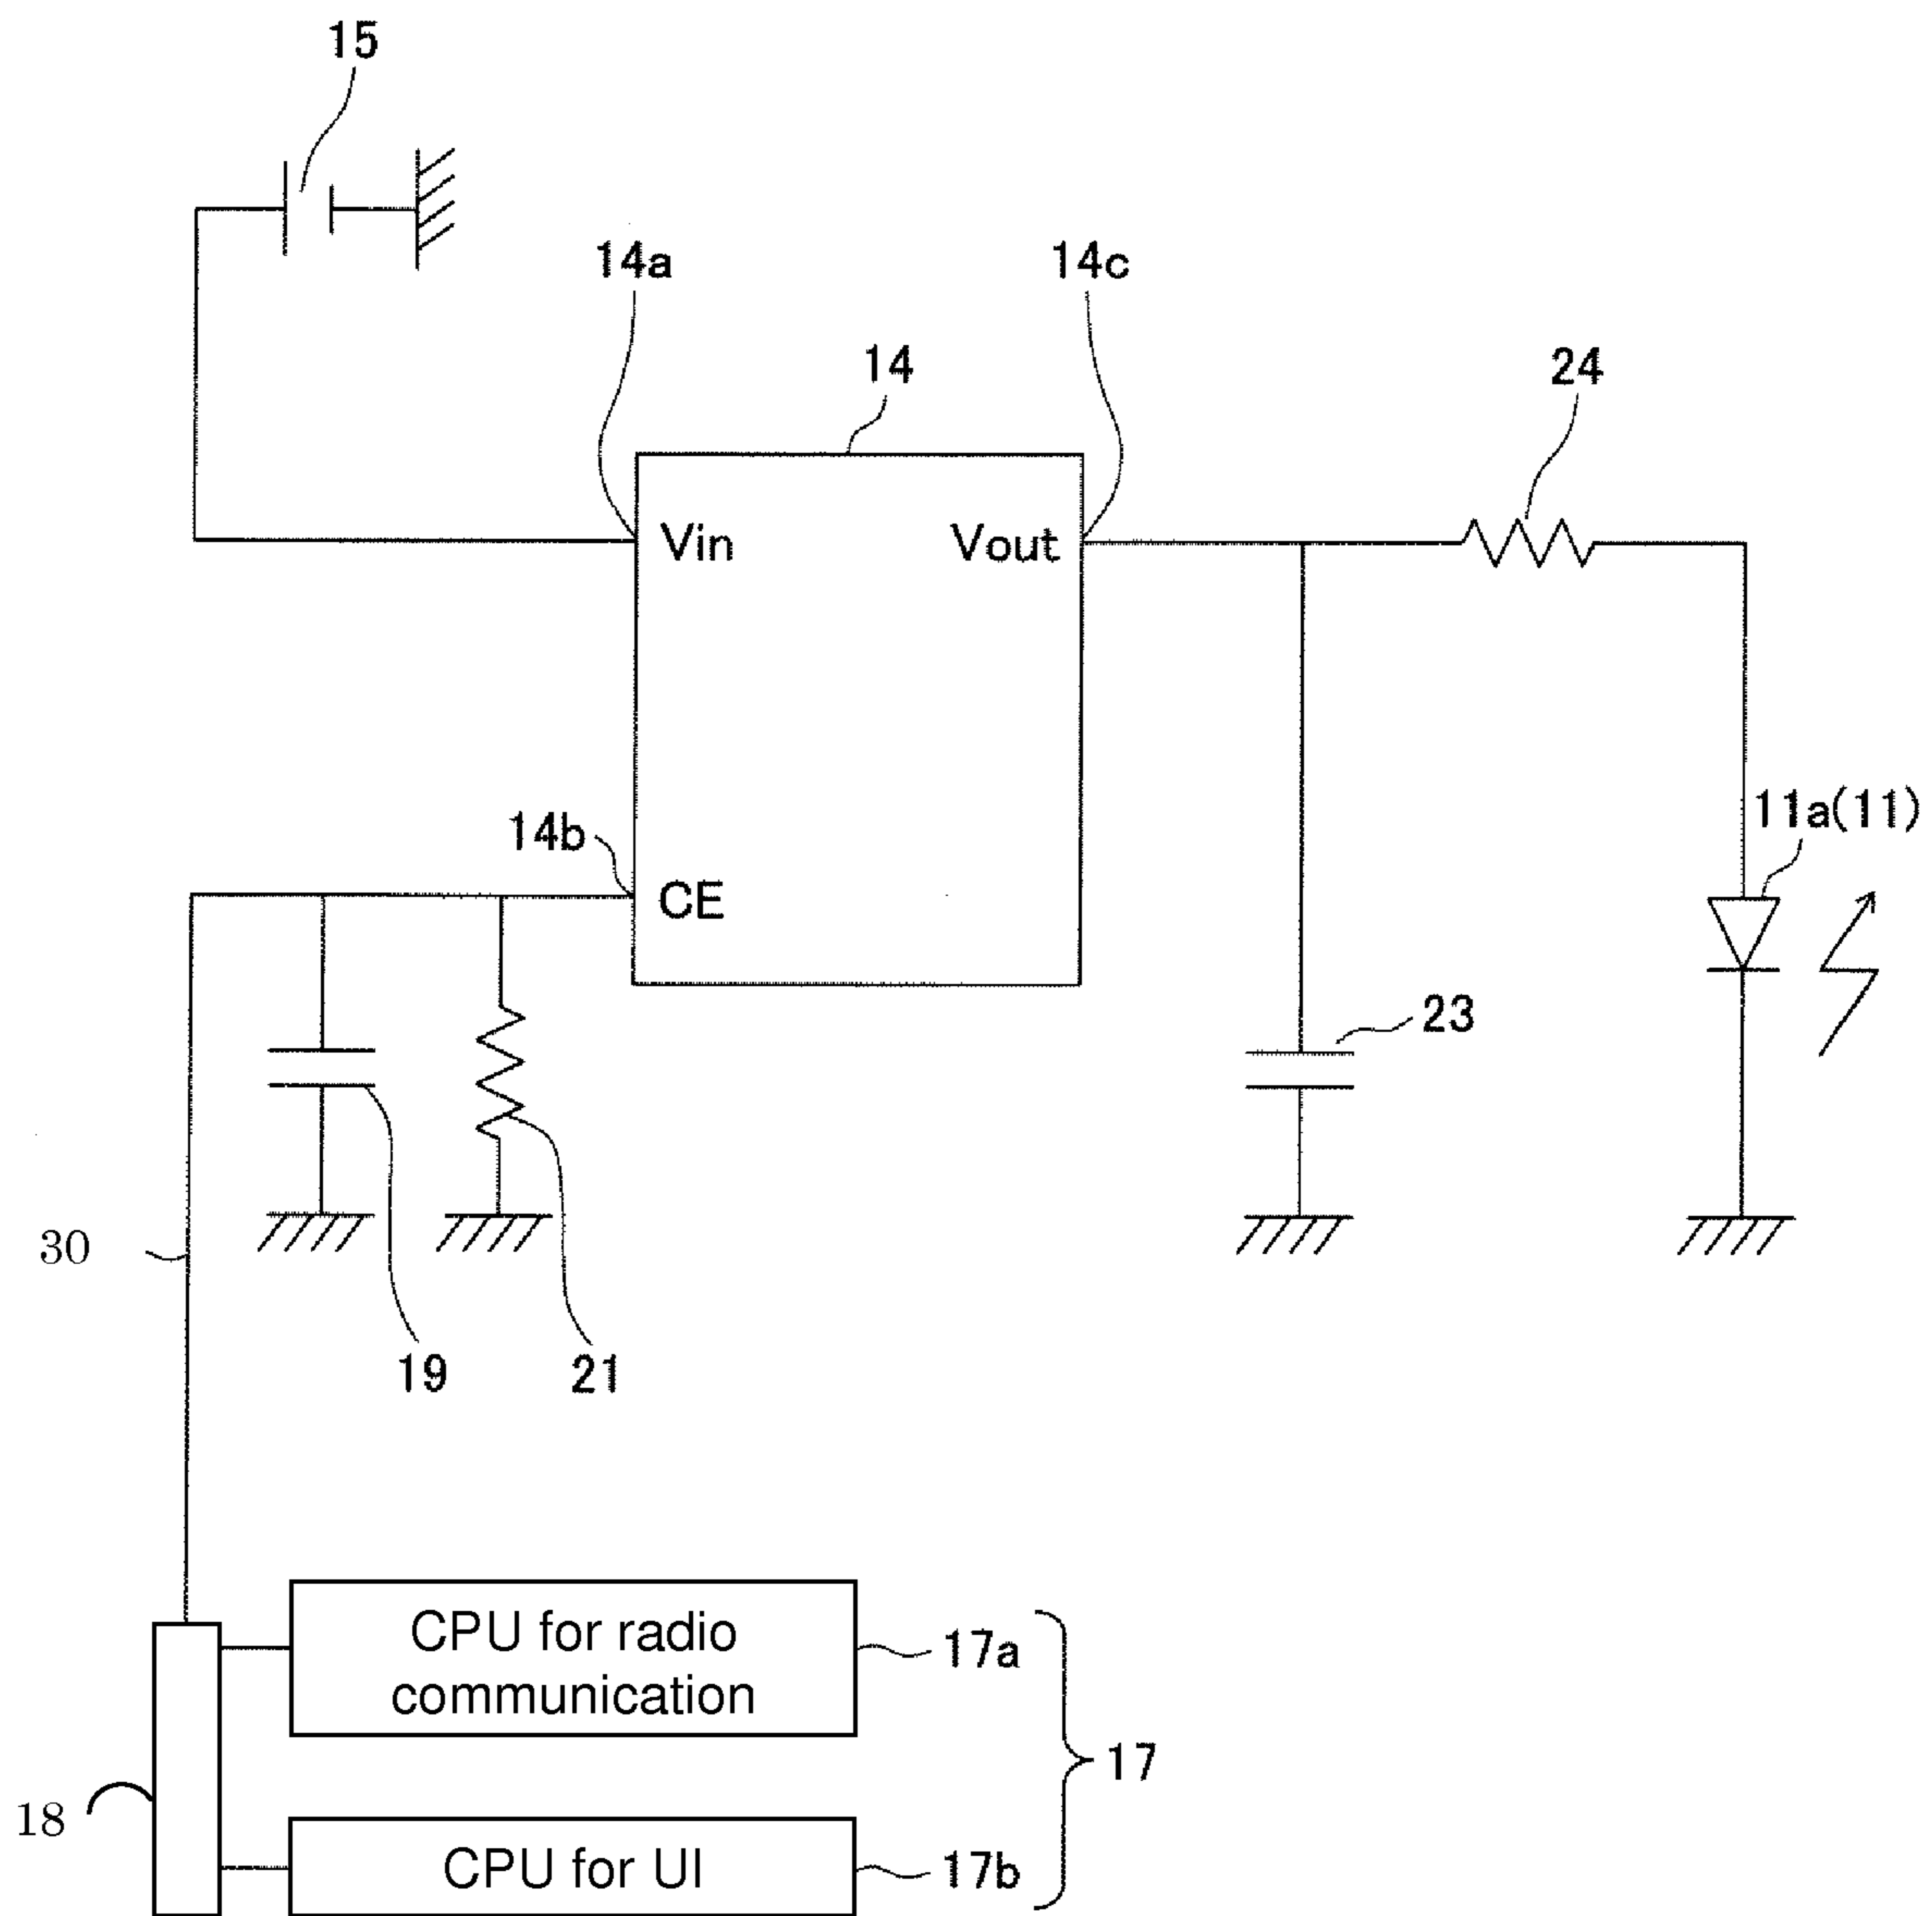 15
14a
14c
14
24
Vin
Vout
11a(11)
14b
CE
23
30
19
21
CPU for radio
communication
17a
17
18
CPU for UI
17b